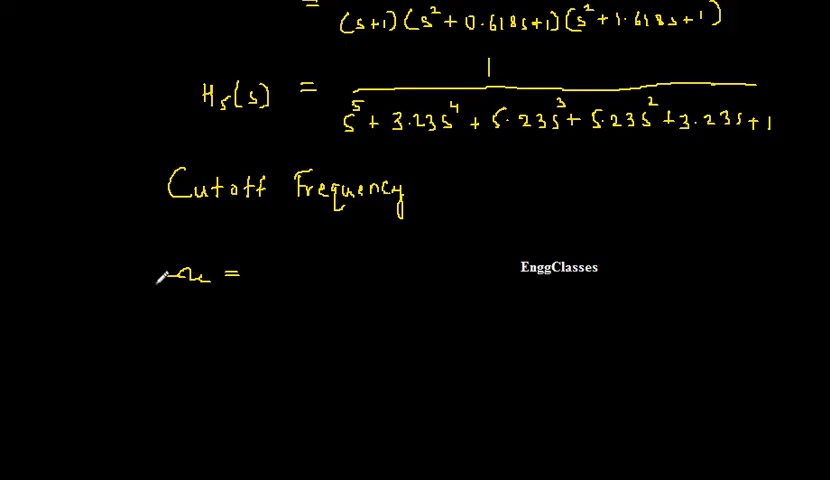 =
(s+1)(s²+0.618s+1)(s²+1.618s+1)
1
H₅(s) =
s⁵ + 3.23s⁴ + 5.23s³ + 5.23s² + 3.23s + 1
Cutoff Frequency
EnggClasses
Ωc =